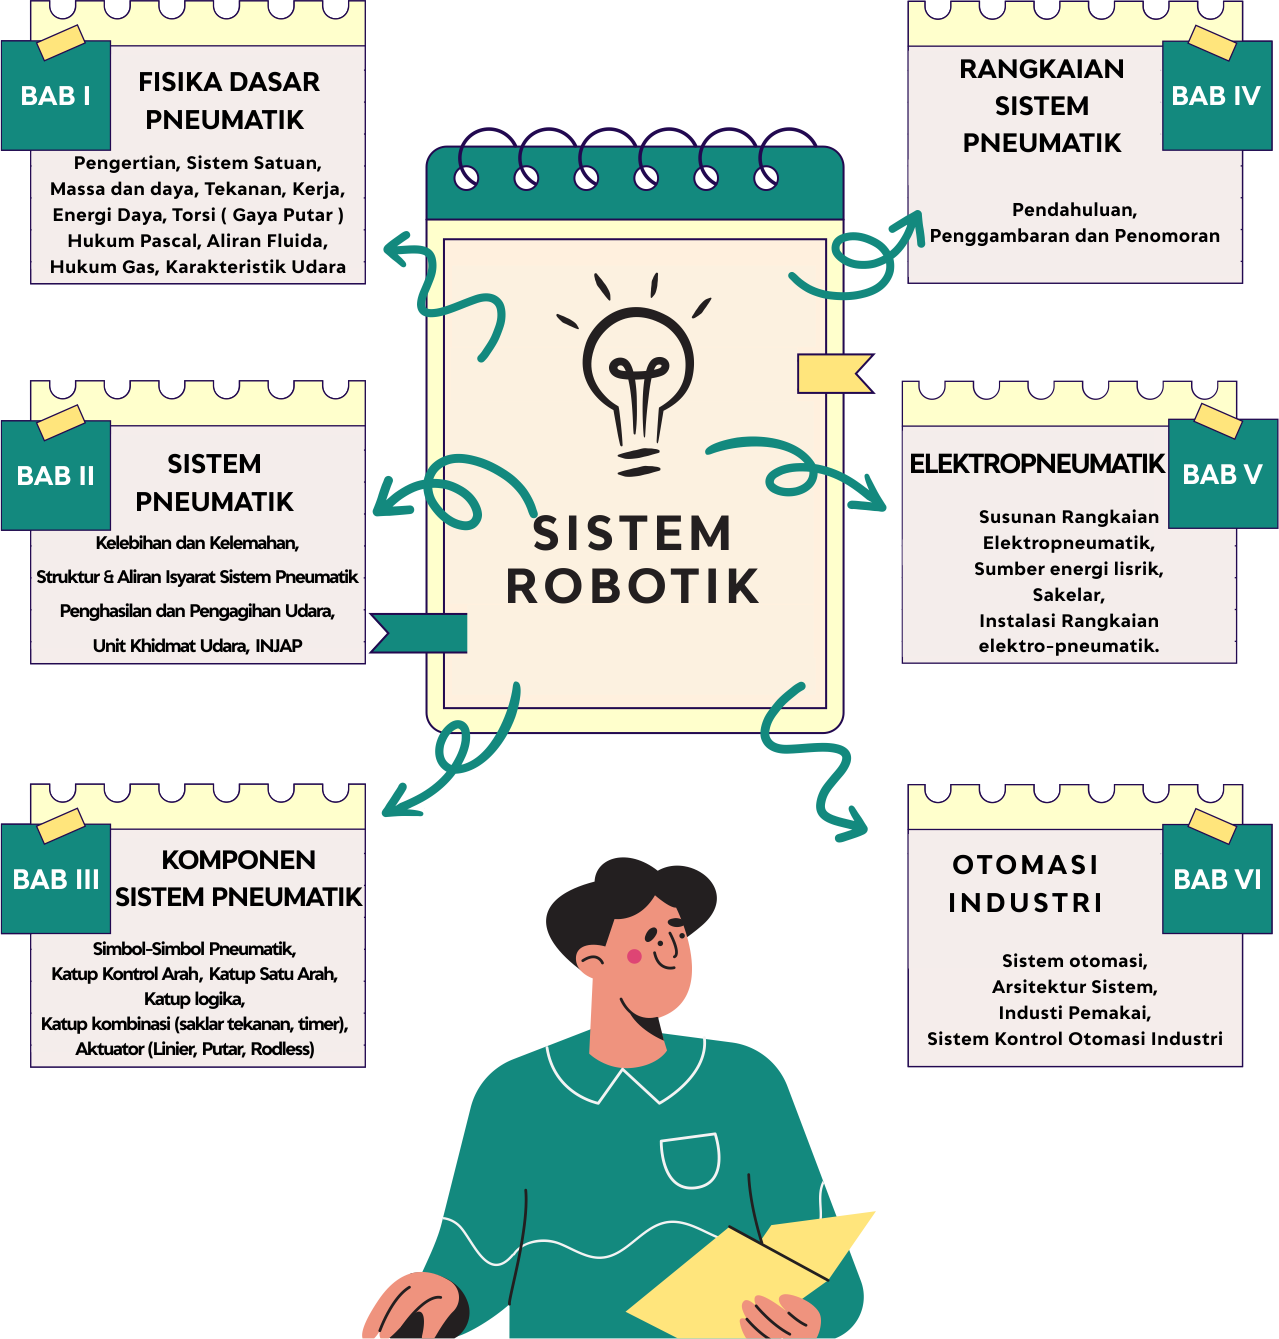 BAB I
FISIKA DASAR
PNEUMATIK
Pengertian, Sistem Satuan,
Massa dan daya, Tekanan, Kerja,
Energi Daya, Torsi ( Gaya Putar )
Hukum Pascal, Aliran Fluida,
Hukum Gas, Karakteristik Udara
BAB II
SISTEM
PNEUMATIK
Kelebihan dan Kelemahan,
Struktur & Aliran Isyarat Sistem Pneumatik
Penghasilan dan Pengagihan Udara,
Unit Khidmat Udara, INJAP
BAB III
KOMPONEN
SISTEM PNEUMATIK
Simbol-Simbol Pneumatik,
Katup Kontrol Arah, Katup Satu Arah,
Katup logika,
Katup kombinasi (saklar tekanan, timer),
Aktuator (Linier, Putar, Rodless)
SISTEM
ROBOTIK
RANGKAIAN
SISTEM
PNEUMATIK
BAB IV
Pendahuluan,
Penggambaran dan Penomoran
ELEKTROPNEUMATIK
BAB V
Susunan Rangkaian
Elektropneumatik,
Sumber energi lisrik,
Sakelar,
Instalasi Rangkaian
elektro-pneumatik.
OTOMASI
INDUSTRI
BAB VI
Sistem otomasi,
Arsitektur Sistem,
Industi Pemakai,
Sistem Kontrol Otomasi Industri